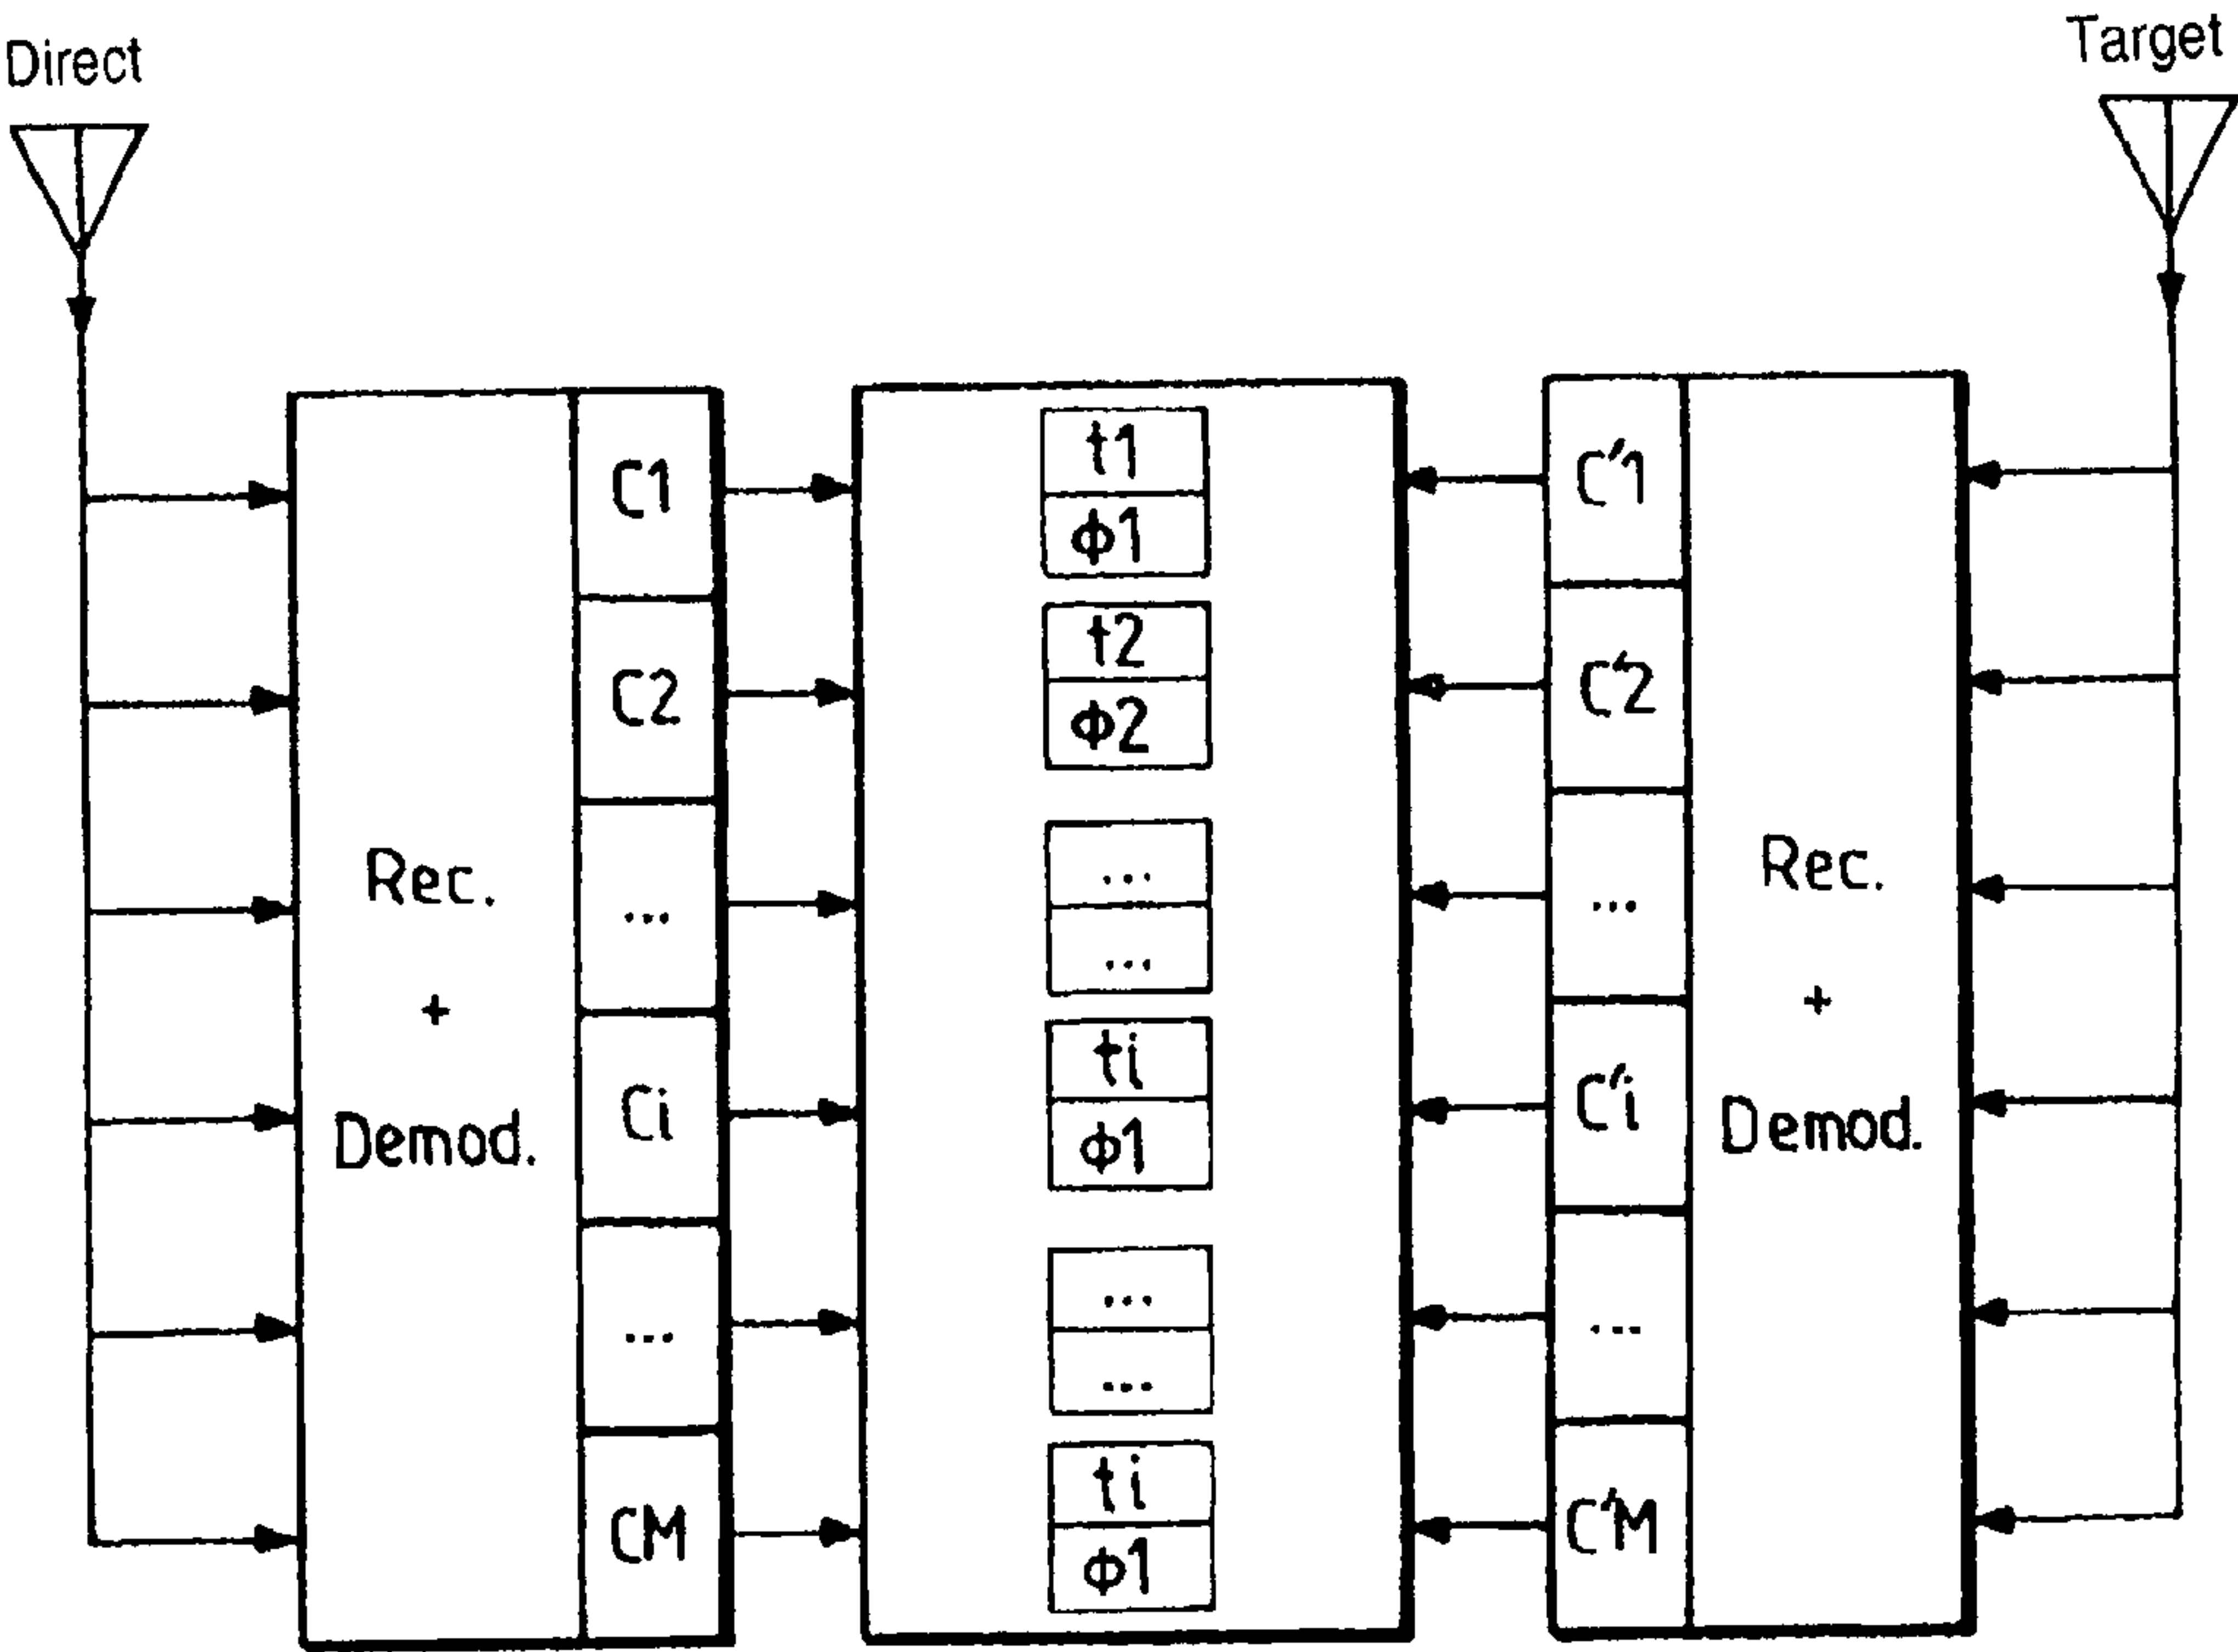 Direct
Target
C1
C2
...
Ci
...
CM
Rec.
+
Demod.
t1
ϕ1
t2
ϕ2
...
...
ti
ϕ1
...
...
ti
ϕ1
C'1
C'2
...
C'i
...
C'M
Rec.
+
Demod.